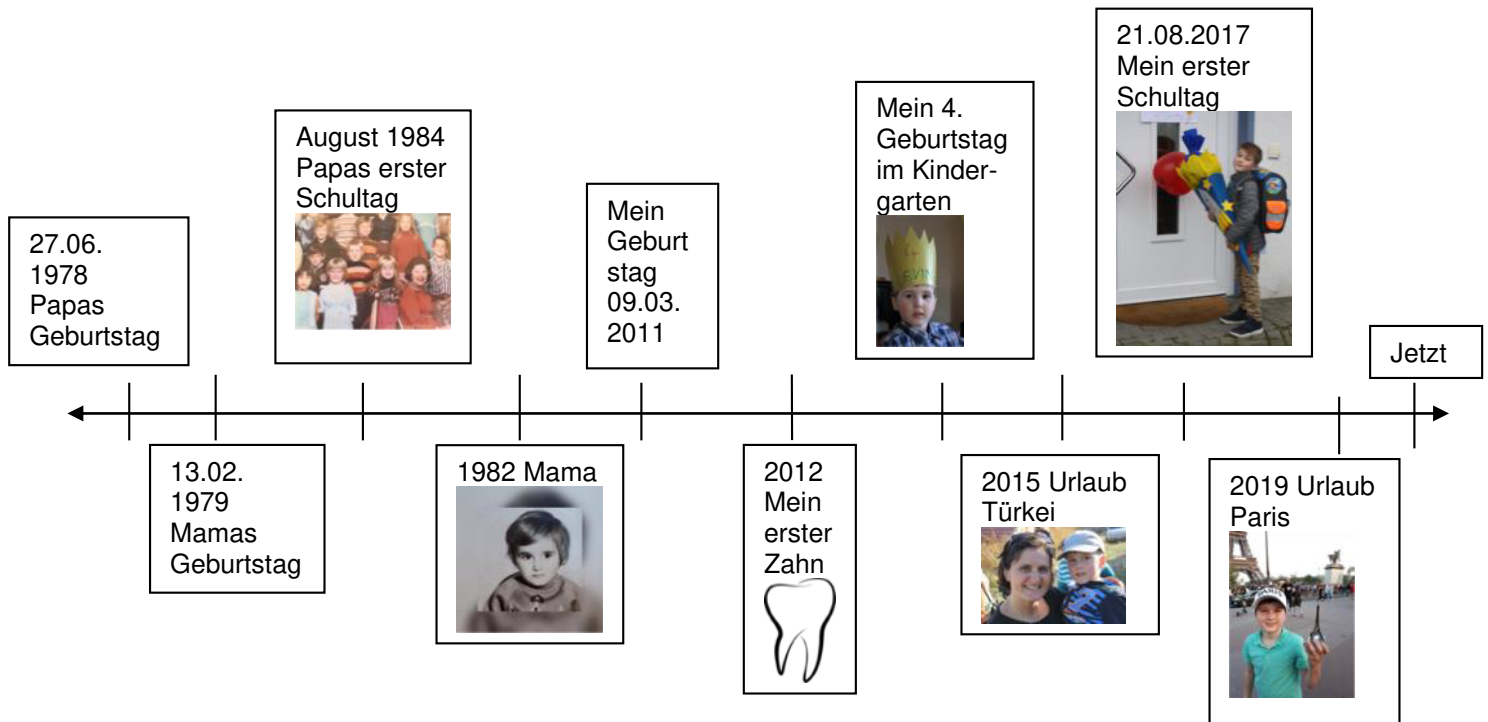 27.06.
1978
Papas
Geburtstag
13.02.
1979
Mamas
Geburtstag
August 1984
Papas erster
Schultag
1982 Mama
Mein
Geburt
stag
09.03.
2011
2012
Mein
erster
Zahn
Mein 4.
Geburtstag
im Kinder-
garten
4
2015 Urlaub
Türkei
21.08.2017
Mein erster
Schultag
2019 Urlaub
Paris
PARIS
Jetzt